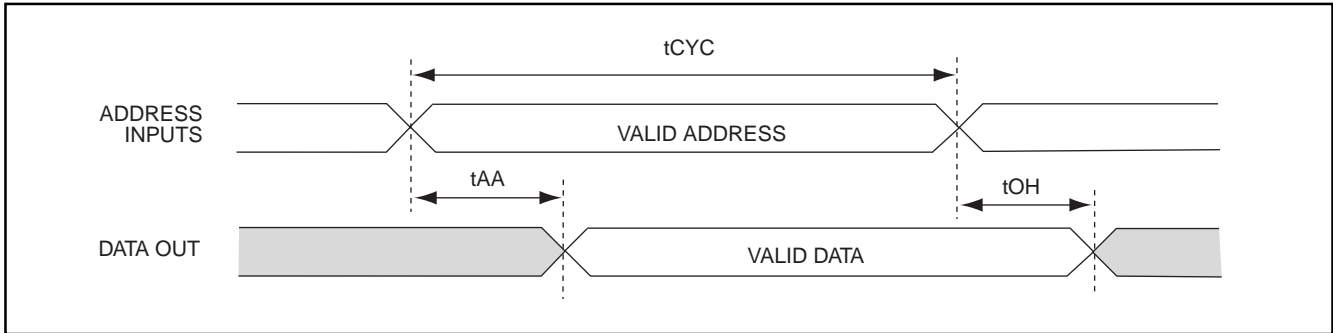 tCYC
ADDRESS
INPUTS
VALID ADDRESS
tAA
tOH
DATA OUT
VALID DATA